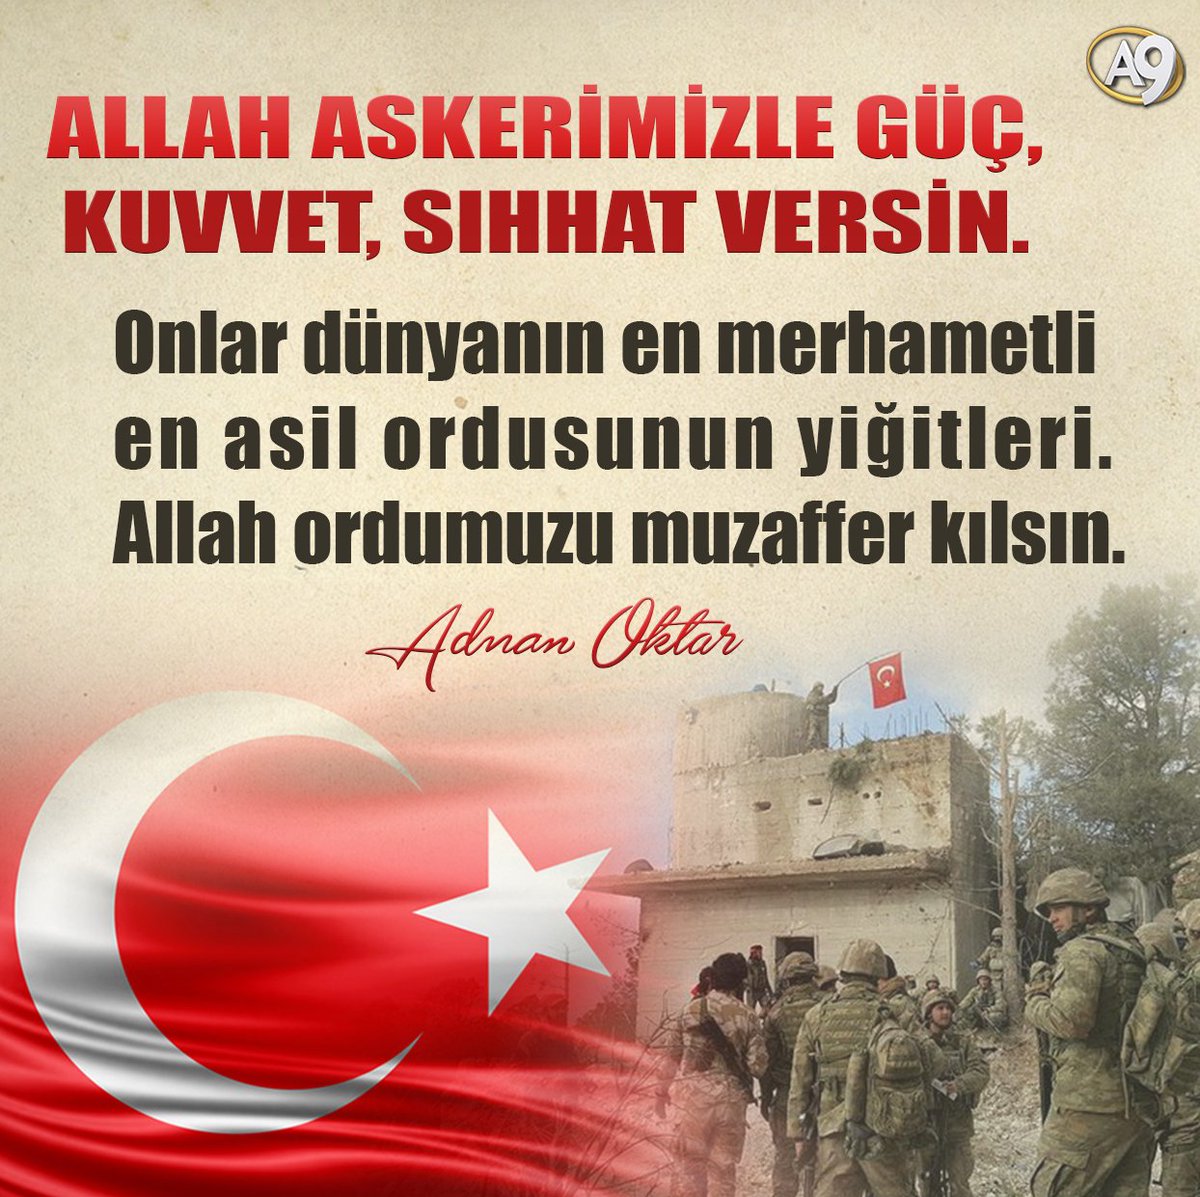 A9
ALLAH ASKERİMİZLE GÜÇ,
KUVVET, SIHHAT VERSİN.
Onlar dünyanın en merhametli
en asil ordusunun yiğitleri.
Allah ordumuzu muzaffer kılsın.
Adnan Oktar